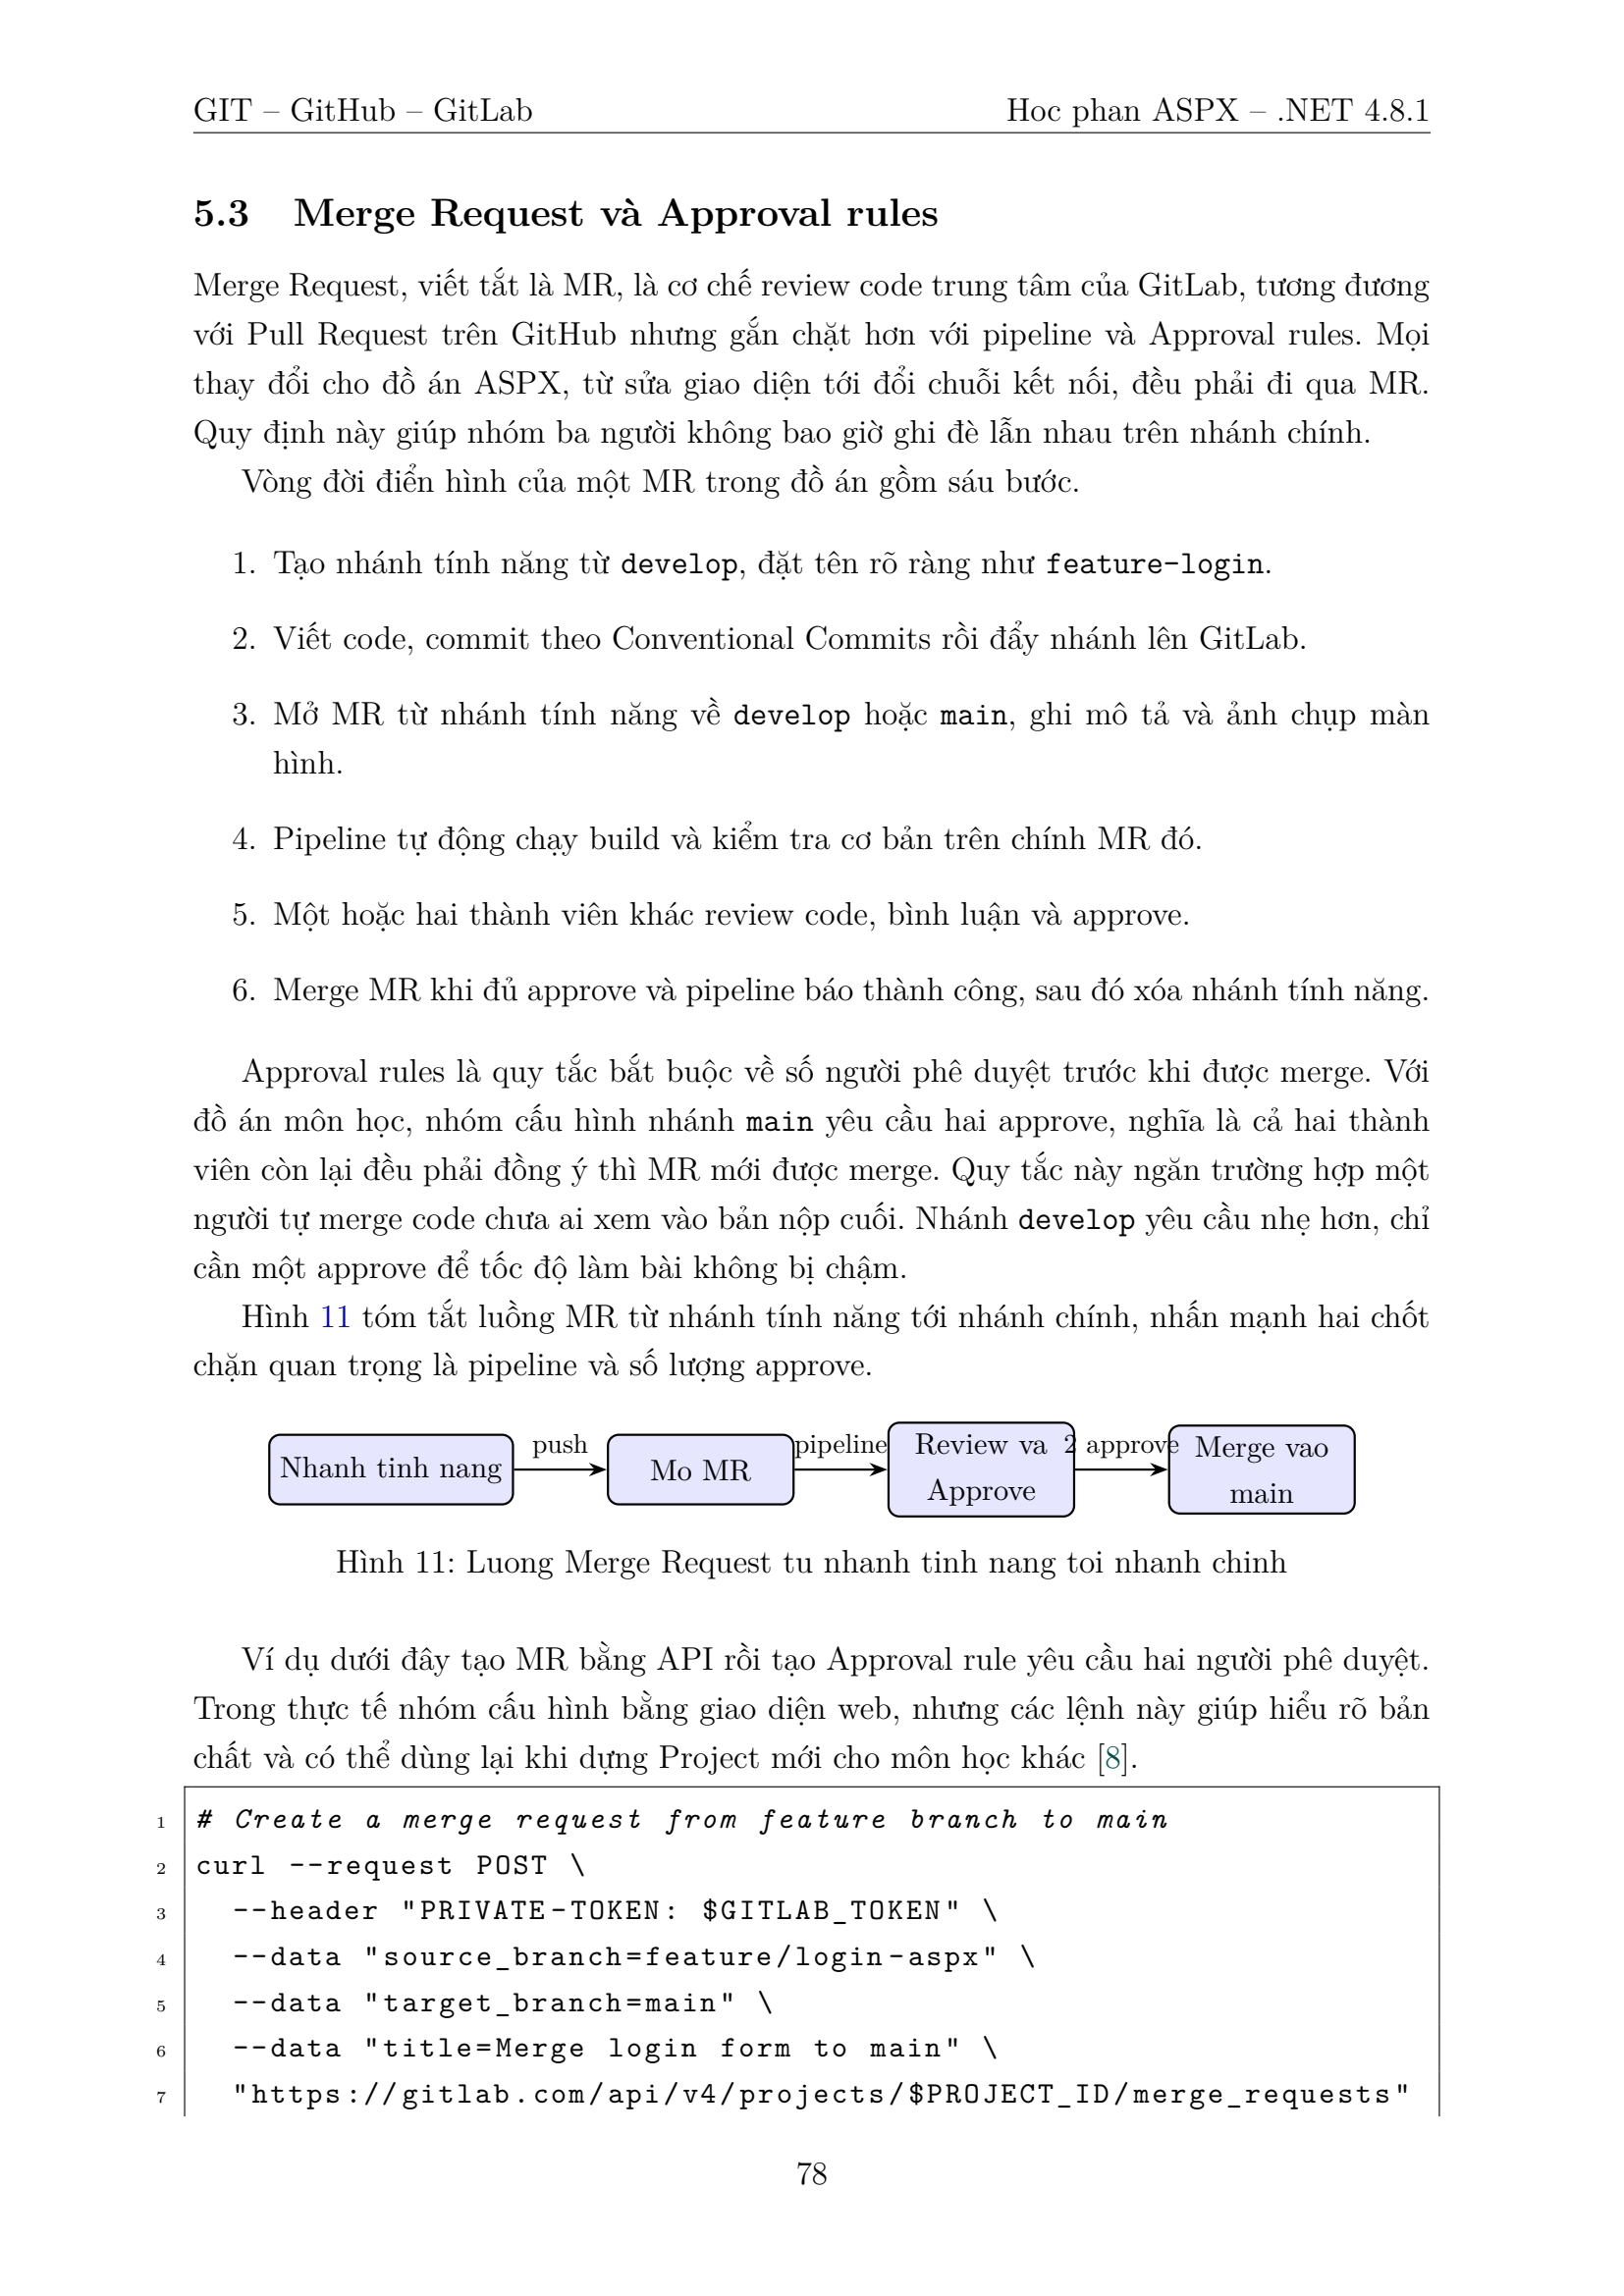 GIT – GitHub – GitLab
Hoc phan ASPX – .NET 4.8.1
5.3 Merge Request và Approval rules
Merge Request, viết tắt là MR, là cơ chế review code trung tâm của GitLab, tương đương
với Pull Request trên GitHub nhưng gắn chặt hơn với pipeline và Approval rules. Mọi
thay đổi cho đồ án ASPX, từ sửa giao diện tới đổi chuỗi kết nối, đều phải đi qua MR.
Quy định này giúp nhóm ba người không bao giờ ghi đè lẫn nhau trên nhánh chính.
Vòng đời điển hình của một MR trong đồ án gồm sáu bước.
1. Tạo nhánh tính năng từ develop, đặt tên rõ ràng như feature-login.
2. Viết code, commit theo Conventional Commits rồi đẩy nhánh lên GitLab.
3. Mở MR từ nhánh tính năng về develop hoặc main, ghi mô tả và ảnh chụp màn
hình.
4. Pipeline tự động chạy build và kiểm tra cơ bản trên chính MR đó.
5. Một hoặc hai thành viên khác review code, bình luận và approve.
6. Merge MR khi đủ approve và pipeline báo thành công, sau đó xóa nhánh tính năng.
Approval rules là quy tắc bắt buộc về số người phê duyệt trước khi được merge. Với
đồ án môn học, nhóm cấu hình nhánh main yêu cầu hai approve, nghĩa là cả hai thành
viên còn lại đều phải đồng ý thì MR mới được merge. Quy tắc này ngăn trường hợp một
người tự merge code chưa ai xem vào bản nộp cuối. Nhánh develop yêu cầu nhẹ hơn, chỉ
cần một approve để tốc độ làm bài không bị chậm.
Hình 11 tóm tắt luồng MR từ nhánh tính năng tới nhánh chính, nhấn mạnh hai chốt
chặn quan trọng là pipeline và số lượng approve.
Nhanh tinh nang
push
Mo MR
pipeline
Review va
Approve
2 approve
Merge vao
main
Hình 11: Luong Merge Request tu nhanh tinh nang toi nhanh chinh
Ví dụ dưới đây tạo MR bằng API rồi tạo Approval rule yêu cầu hai người phê duyệt.
Trong thực tế nhóm cấu hình bằng giao diện web, nhưng các lệnh này giúp hiểu rõ bản
chất và có thể dùng lại khi dựng Project mới cho môn học khác [8].
1 # Create a merge request from feature branch to main
2 curl --request POST \
3 --header "PRIVATE-TOKEN: $GITLAB_TOKEN" \
4 --data "source_branch=feature/login-aspx" \
5 --data "target_branch=main" \
6 --data "title=Merge login form to main" \
7 "https://gitlab.com/api/v4/projects/$PROJECT_ID/merge_requests"
78